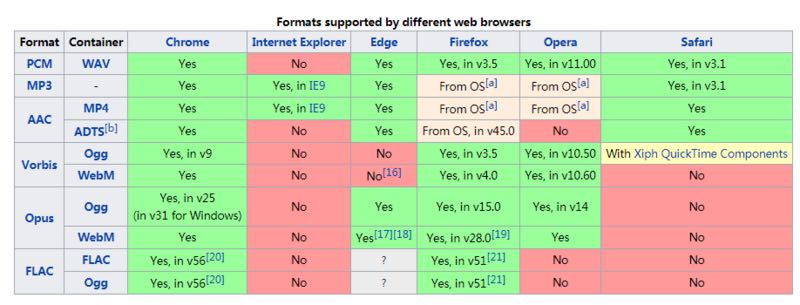 Formats supported by different web browsers
Format Container Chrome Internet Explorer Edge Firefox Opera Safari
PCM WAV Yes No Yes Yes, in v3.5 Yes, in v11.00 Yes, in v3.1
MP3 - Yes Yes, in IE9 Yes From OS[a] From OS[a] Yes, in v3.1
AAC MP4 Yes Yes, in IE9 Yes From OS[a] From OS[a] Yes
ADTS[b] Yes No Yes From OS, in v45.0 No Yes
Vorbis Ogg Yes, in v9 No No Yes, in v3.5 Yes, in v10.50 With Xiph QuickTime Components
WebM Yes No No[16] Yes, in v4.0 Yes, in v10.60 No
Opus Ogg Yes, in v25 No Yes Yes, in v15.0 Yes, in v14 No
(in v31 for Windows)
WebM Yes No Yes[17][18] Yes, in v28.0[19] Yes No
FLAC FLAC Yes, in v56[20] No ? Yes, in v51[21] No No
Ogg Yes, in v56[20] No ? Yes, in v51[21] No No